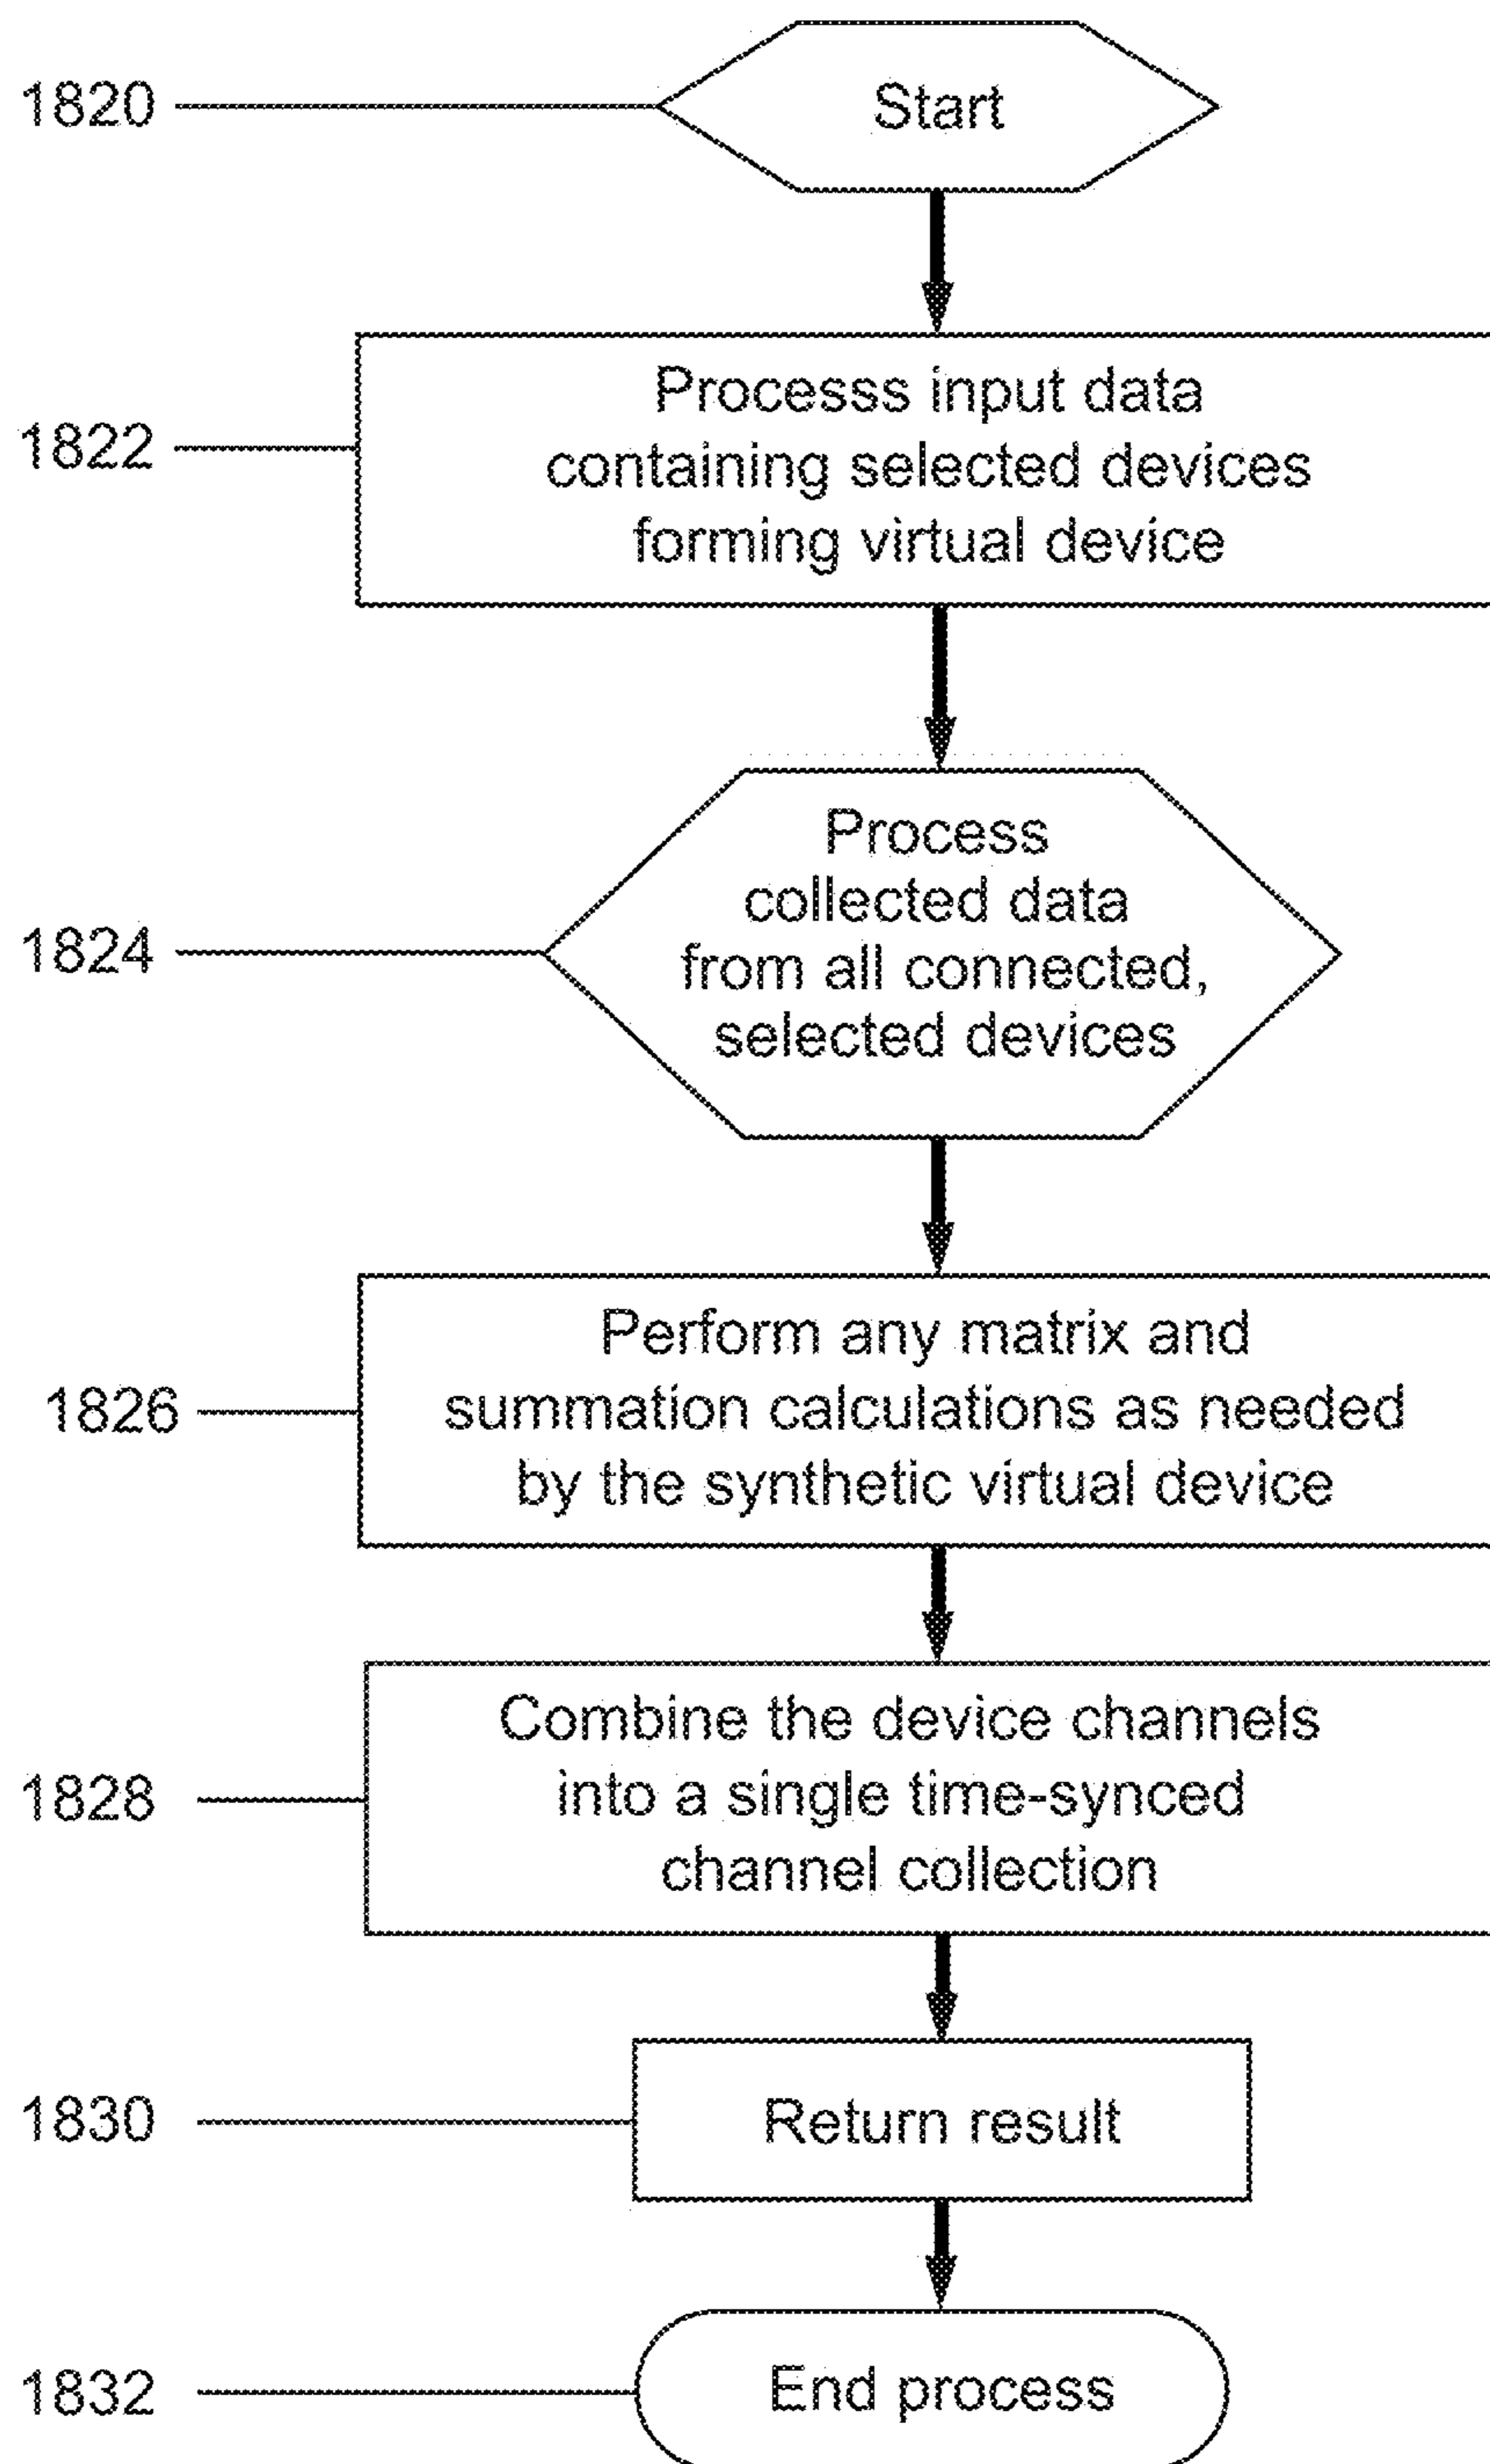 1820
Start
1822
Processs input data
containing selected devices
forming virtual device
1824
Process
collected data
from all connected,
selected devices
1826
Perform any matrix and
summation calculations as needed
by the synthetic virtual device
1828
Combine the device channels
into a single time-synced
channel collection
1830
Return result
1832
End process